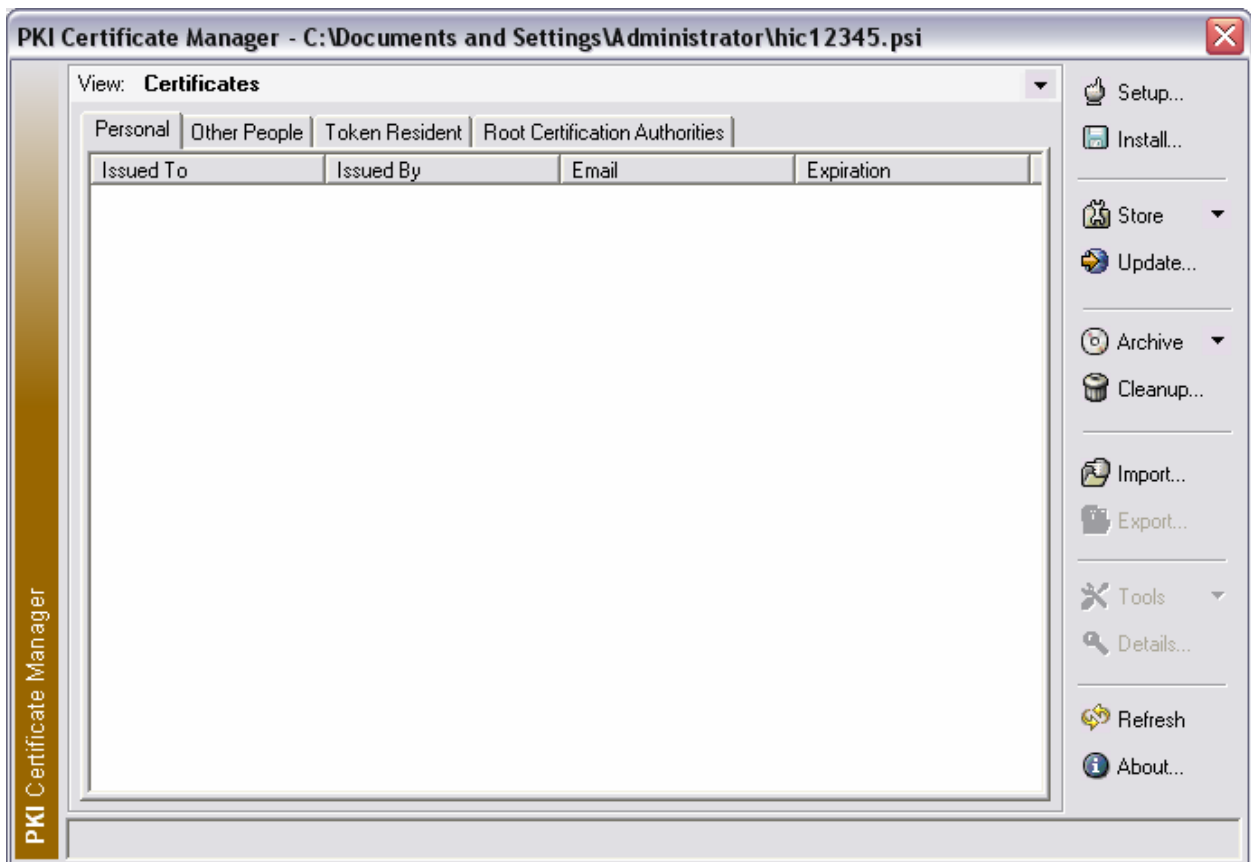 PKI Certificate Manager - C:\Documents and Settings\Administrator\hic12345.psi
View: Certificates
Personal Other People Token Resident Root Certification Authorities
Issued To Issued By Email Expiration
Setup...
Install...
Store
Update...
Archive
Cleanup...
Import...
Export...
Tools
Details...
Refresh
About...
PKI Certificate Manager